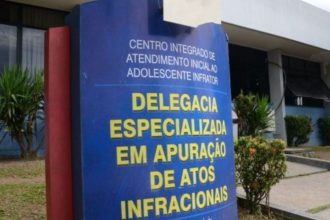 CENTRO INTEGRADO DE
ATENDIMENTO INICIAL AO
ADOLESCENTE INFRATOR
DELEGACIA
ESPECIALIZADA
EM APURAÇÃO
DE ATOS
INFRACIONAIS